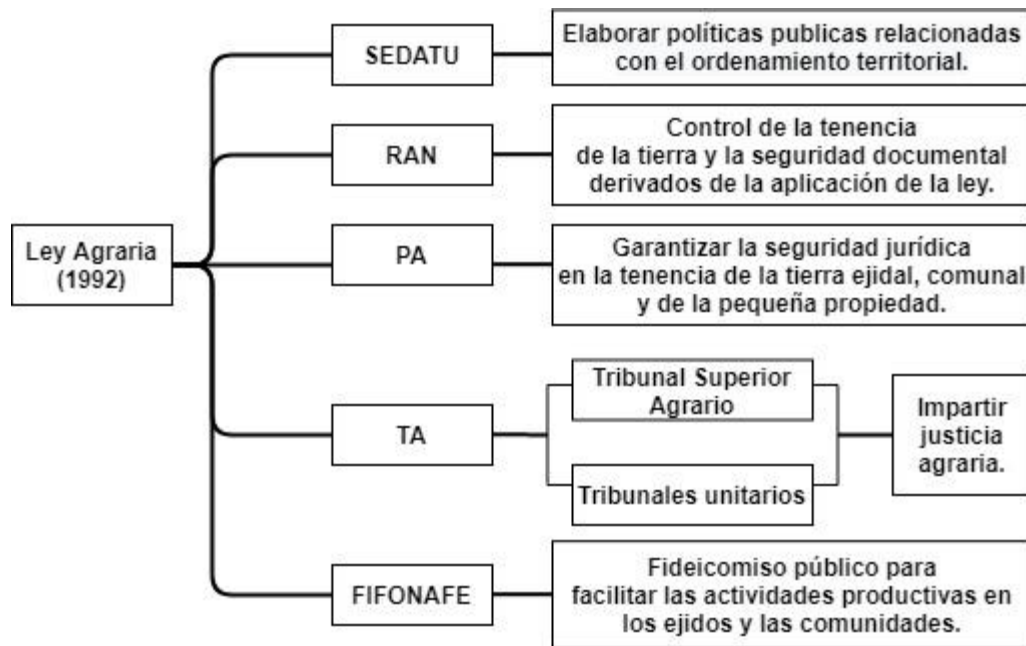 Ley Agraria
(1992)
SEDATU
Elaborar políticas publicas relacionadas
con el ordenamiento territorial.
RAN
Control de la tenencia
de la tierra y la seguridad documental
derivados de la aplicación de la ley.
PA
Garantizar la seguridad jurídica
en la tenencia de la tierra ejidal, comunal
y de la pequeña propiedad.
TA
Tribunal Superior
Agrario
Tribunales unitarios
Impartir
justicia
agraria.
FIFONAFE
Fideicomiso público para
facilitar las actividades productivas en
los ejidos y las comunidades.